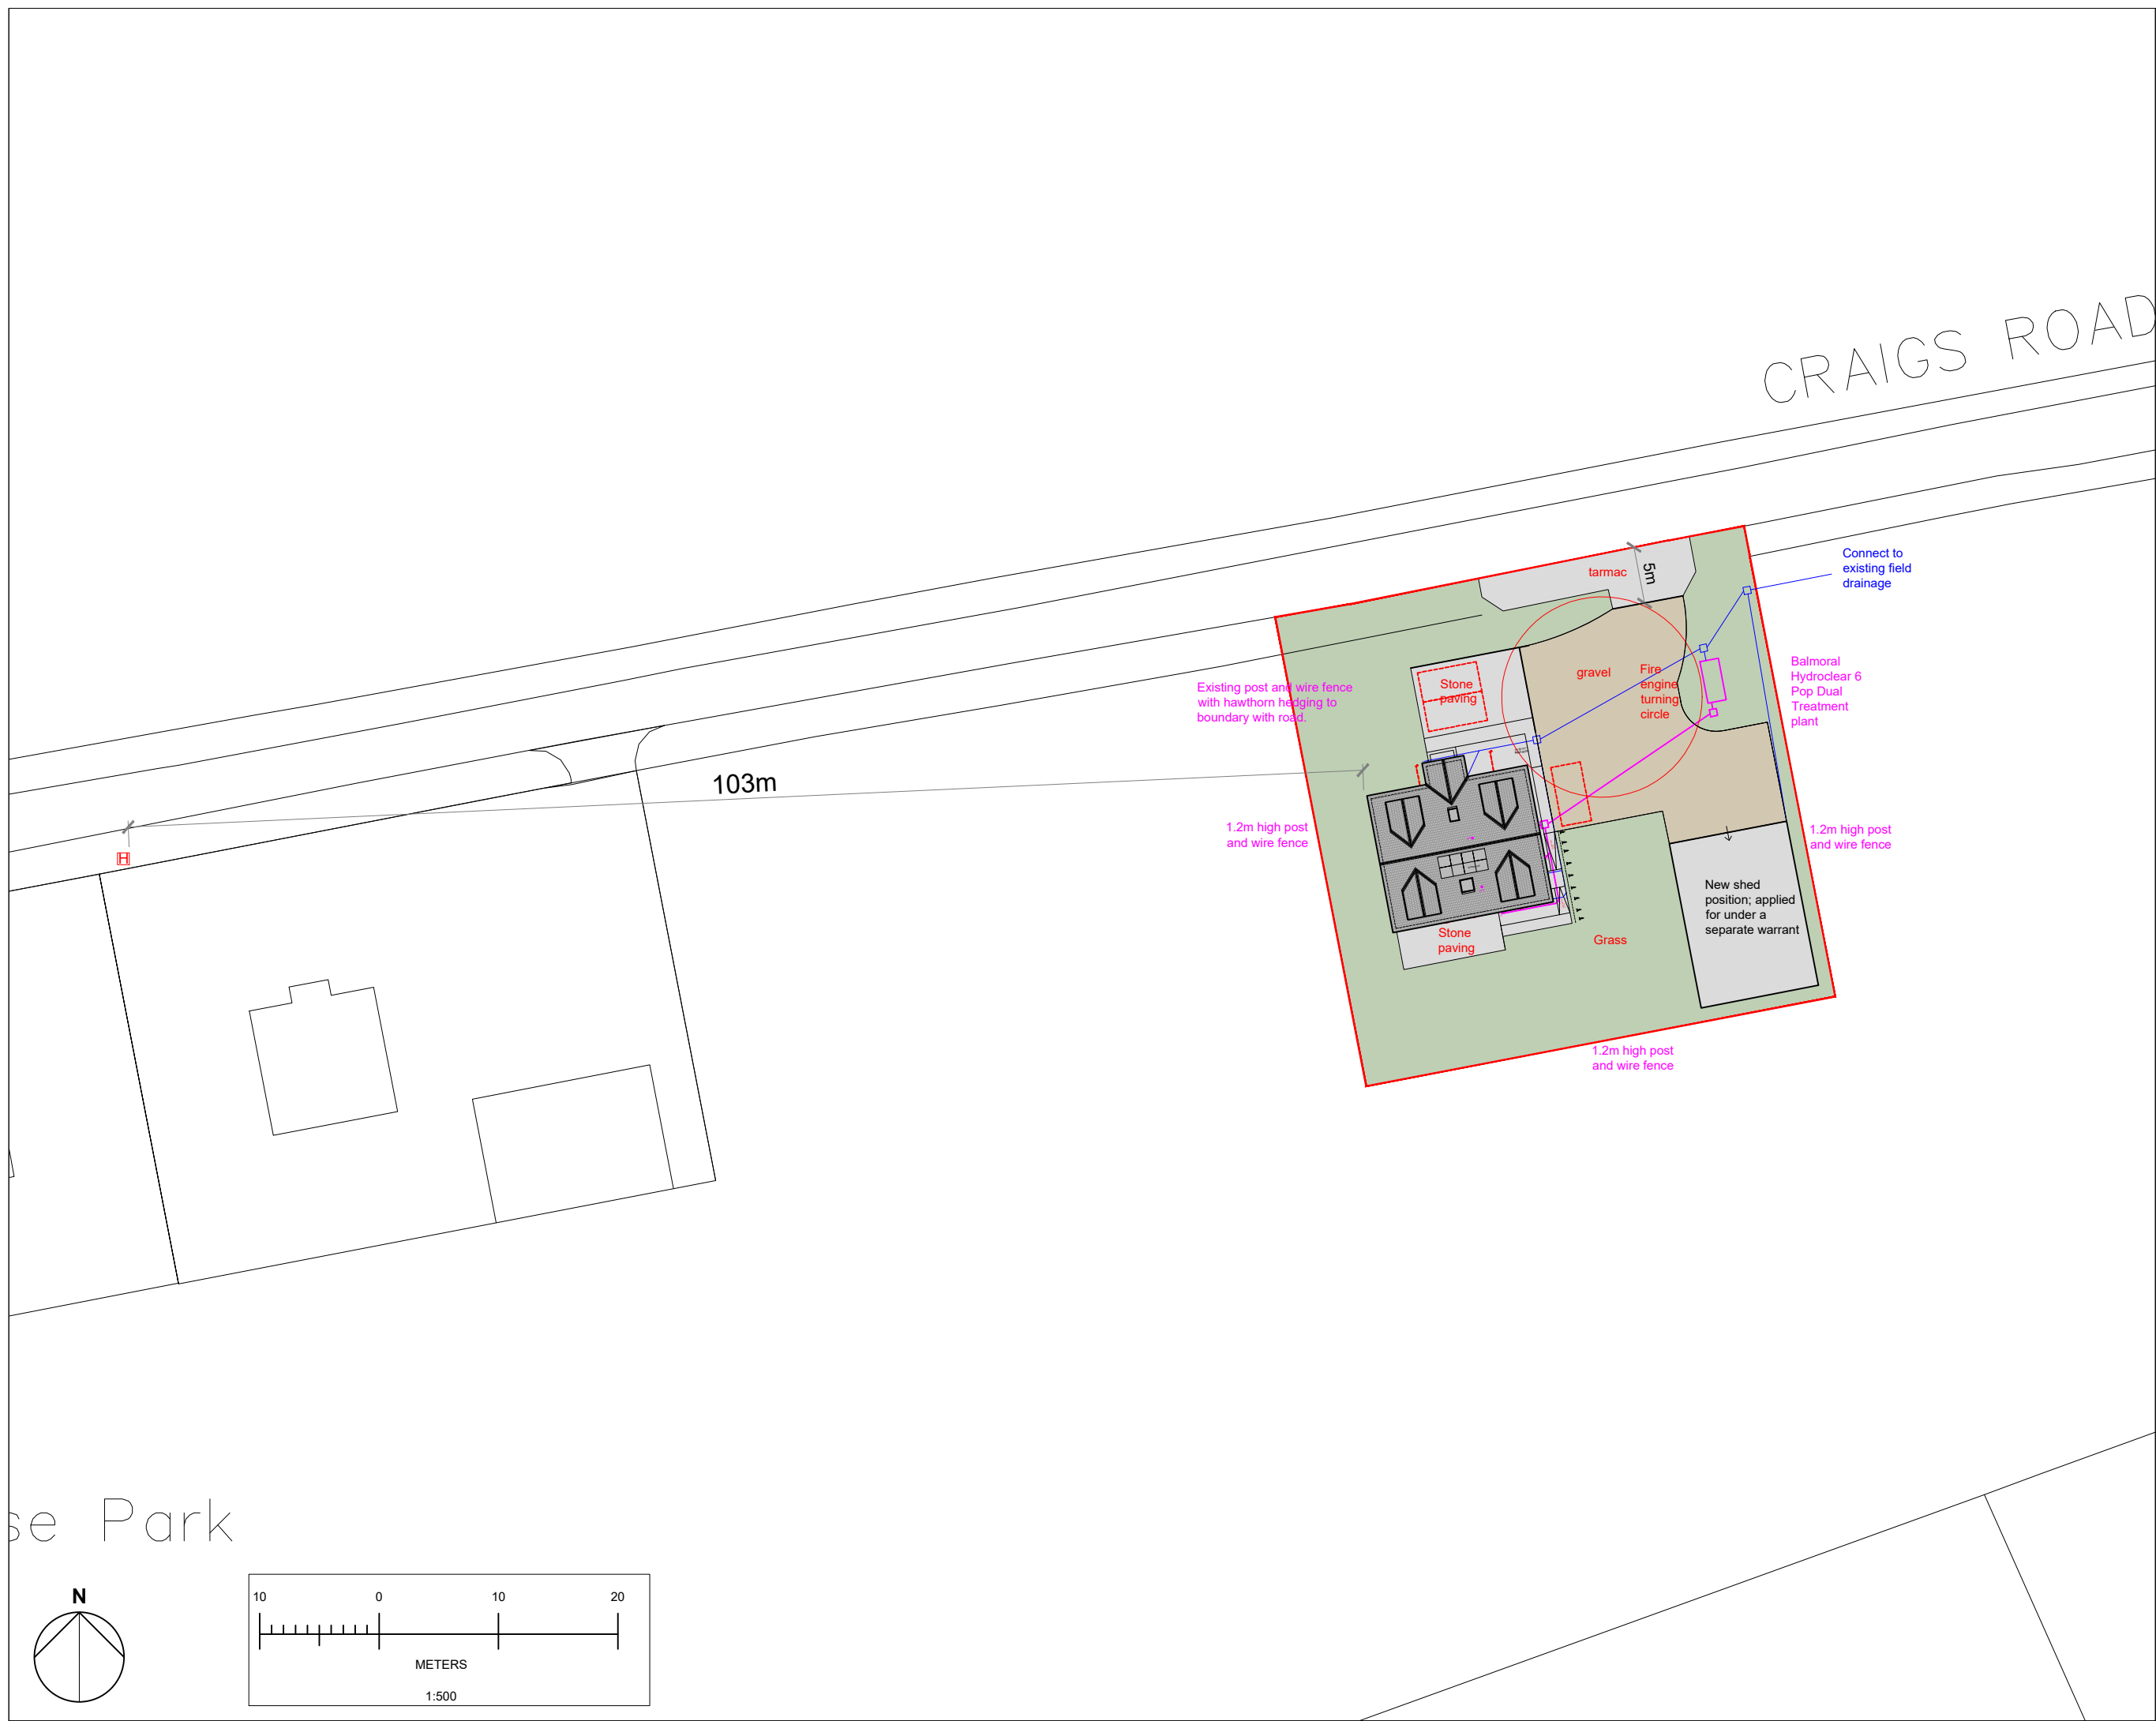 CRAIGS ROAD
Connect to
existing field
drainage
tarmac
5m
Balmoral
Hydroclear 6
Pop Dual
Treatment
plant
gravel
Fire
engine
turning
circle
Stone
paving
Existing post and wire fence
with hawthorn hedging to
boundary with road.
103m
H
1.2m high post
and wire fence
1.2m high post
and wire fence
New shed
position; applied
for under a
separate warrant
Stone
paving
Grass
1.2m high post
and wire fence
se Park
N
10 0 10 20
METERS
1:500